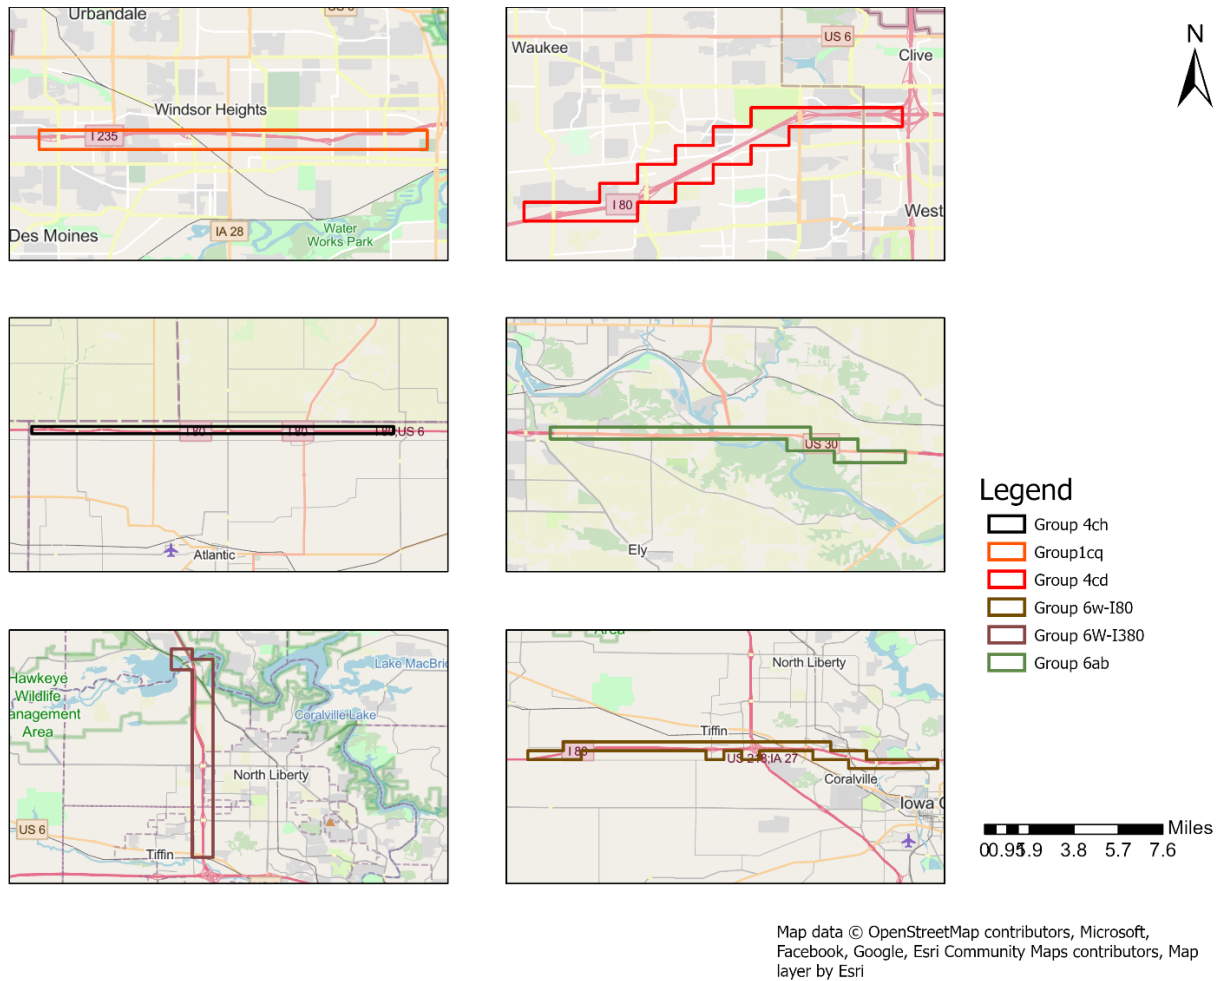 Urbandale
Windsor Heights
I 235
Des Moines
IA 28
Water
Works Park
Waukee
US 6
Clive
I 80
West
N
I 80
I 80
US 6
Atlantic
US 30
Ely
Lake MacBri
Hawkeye
Wildlife
anagement
Area
Coralville Lake
North Liberty
US 6
Tiffin
Area
North Liberty
Tiffin
I 80
US 218;IA 27
Coralville
Iowa C
Legend
Group 4ch
Group1cq
Group 4cd
Group 6w-I80
Group 6W-I380
Group 6ab
Miles
0 0.95 1.9 3.8 5.7 7.6
Map data © OpenStreetMap contributors, Microsoft,
Facebook, Google, Esri Community Maps contributors, Map
layer by Esri